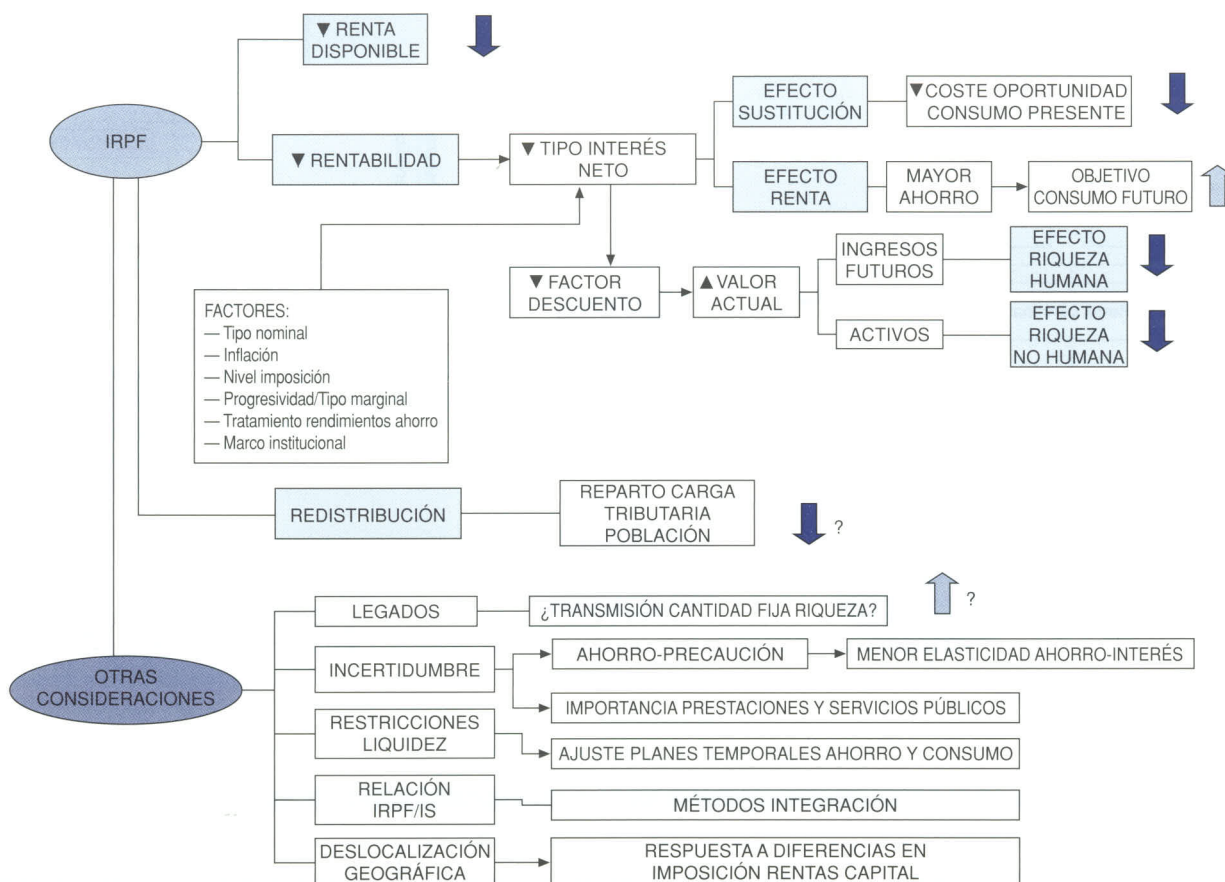 ▼ RENTA
DISPONIBLE
IRPF
▼ RENTABILIDAD
▼ TIPO INTERÉS
NETO
EFECTO
SUSTITUCIÓN
▼ COSTE OPORTUNIDAD
CONSUMO PRESENTE
EFECTO
RENTA
MAYOR
AHORRO
OBJETIVO
CONSUMO FUTURO
▼ FACTOR
DESCUENTO
▲ VALOR
ACTUAL
INGRESOS
FUTUROS
EFECTO
RIQUEZA
HUMANA
ACTIVOS
EFECTO
RIQUEZA
NO HUMANA
FACTORES:
— Tipo nominal
— Inflación
— Nivel imposición
— Progresividad/Tipo marginal
— Tratamiento rendimientos ahorro
— Marco institucional
REDISTRIBUCIÓN
REPARTO CARGA
TRIBUTARIA
POBLACIÓN
?
OTRAS
CONSIDERACIONES
LEGADOS
¿TRANSMISIÓN CANTIDAD FIJA RIQUEZA?
?
INCERTIDUMBRE
AHORRO-PRECAUCIÓN
MENOR ELASTICIDAD AHORRO-INTERÉS
IMPORTANCIA PRESTACIONES Y SERVICIOS PÚBLICOS
RESTRICCIONES
LIQUIDEZ
AJUSTE PLANES TEMPORALES AHORRO Y CONSUMO
RELACIÓN
IRPF/IS
MÉTODOS INTEGRACIÓN
DESLOCALIZACIÓN
GEOGRÁFICA
RESPUESTA A DIFERENCIAS EN
IMPOSICIÓN RENTAS CAPITAL